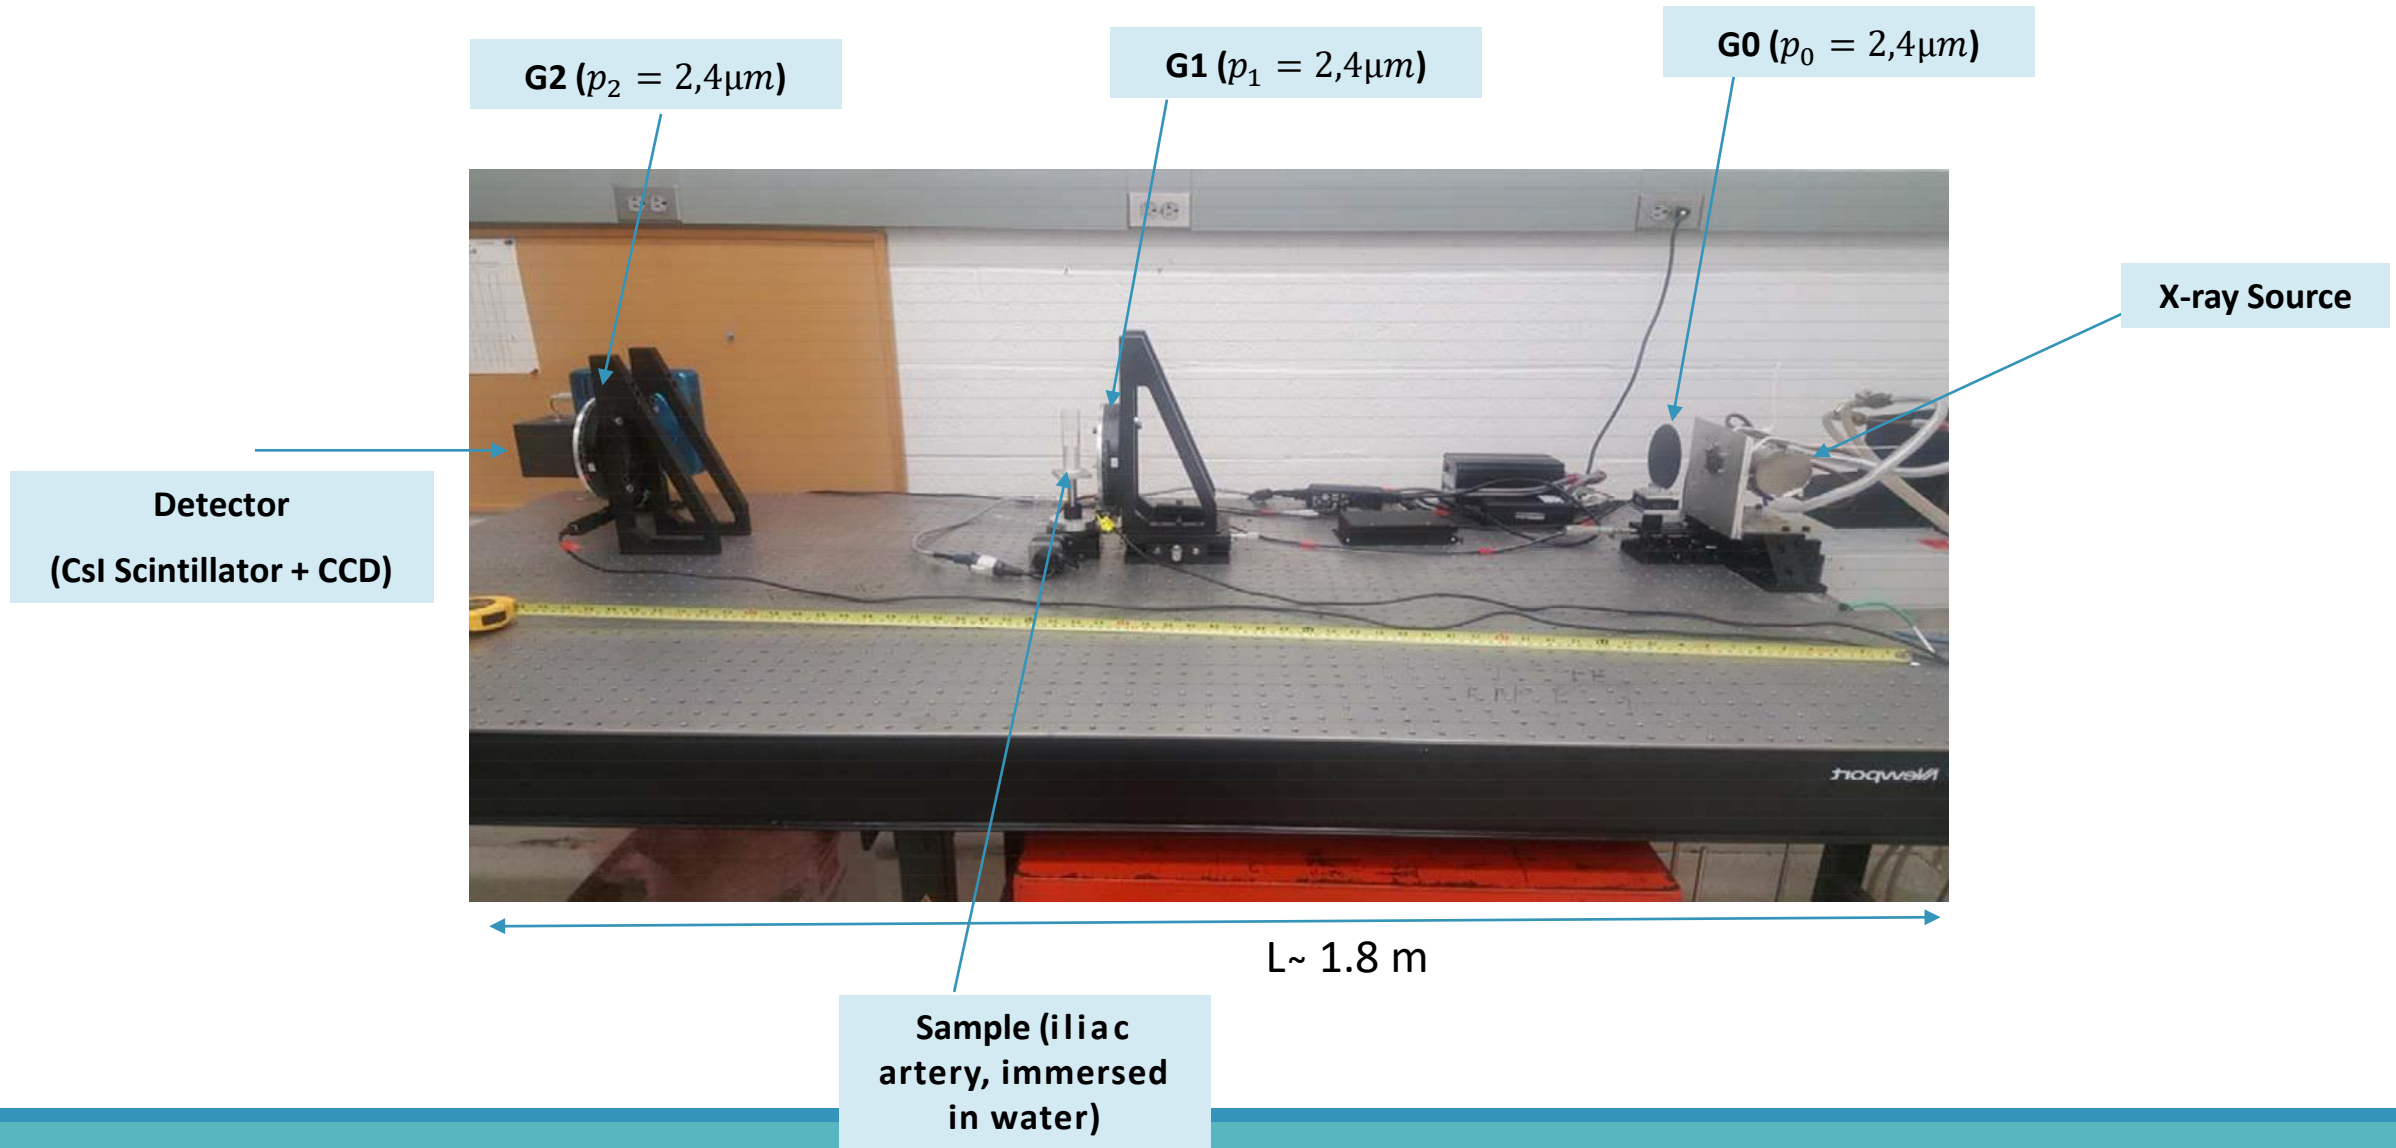 G2 (p₂ = 2,4μm)
G1 (p₁ = 2,4μm)
G0 (p₀ = 2,4μm)
X-ray Source
Detector
(CsI Scintillator + CCD)
Newport
L~ 1.8 m
Sample (iliac
artery, immersed
in water)